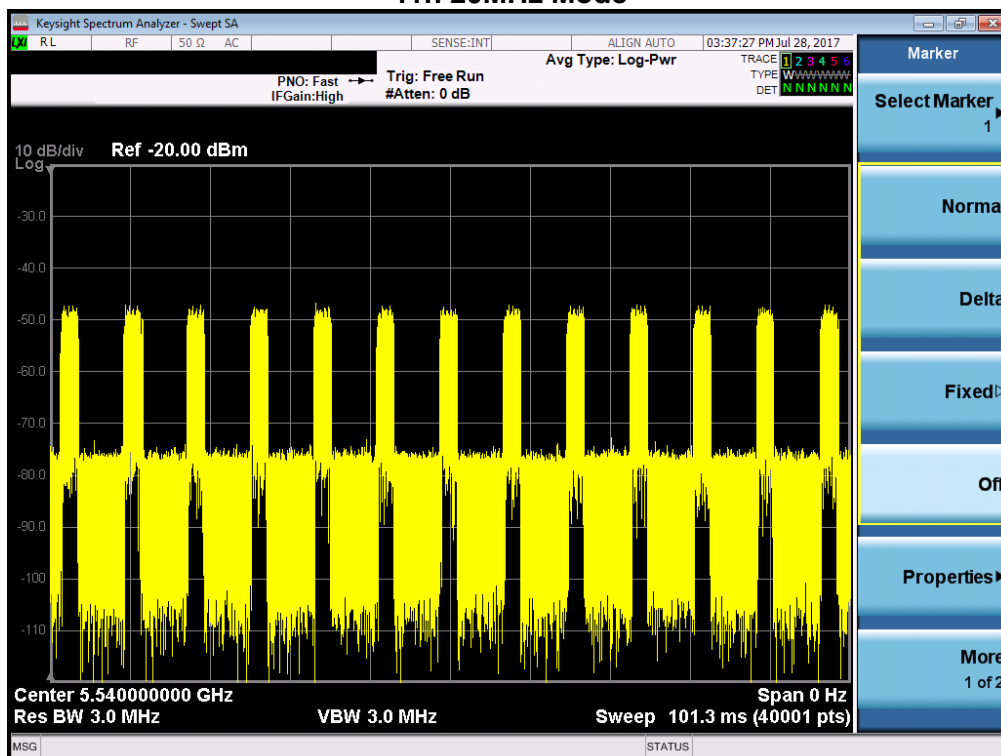 Keysight Spectrum Analyzer - Swept SA
LXI RL RF 50 Ω AC SENSE:INT ALIGN AUTO 03:37:27 PM Jul 28, 2017
Avg Type: Log-Pwr
TRACE 1 2 3 4 5 6
TYPE WWWWWW
DET N N N N N N
PNO: Fast
IFGain:High
Trig: Free Run
#Atten: 0 dB
10 dB/div Ref -20.00 dBm
Log
-30.0
-40.0
-50.0
-60.0
-70.0
-80.0
-90.0
-100
-110
Center 5.540000000 GHz Span 0 Hz
Res BW 3.0 MHz VBW 3.0 MHz Sweep 101.3 ms (40001 pts)
MSG STATUS
Marker
Select Marker
1
Norma
Delta
Fixed
Off
Properties
More
1 of 2